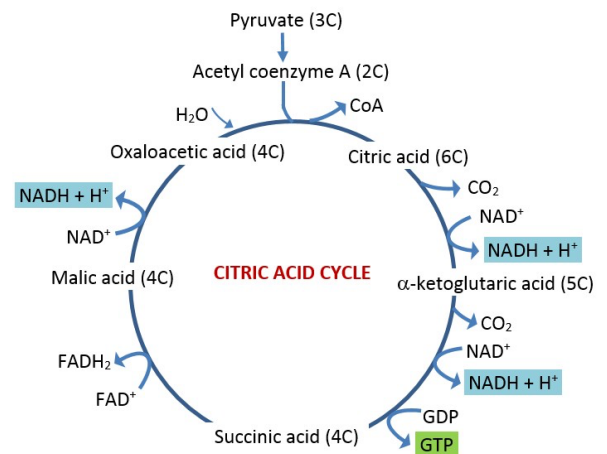 Pyruvate (3C)
Acetyl coenzyme A (2C)
H₂O
CoA
Oxaloacetic acid (4C)
Citric acid (6C)
CO₂
NADH + H⁺
NAD⁺
NAD⁺
NADH + H⁺
Malic acid (4C)
CITRIC ACID CYCLE
α-ketoglutaric acid (5C)
CO₂
FADH₂
NAD⁺
NADH + H⁺
FAD⁺
GDP
Succinic acid (4C)
GTP